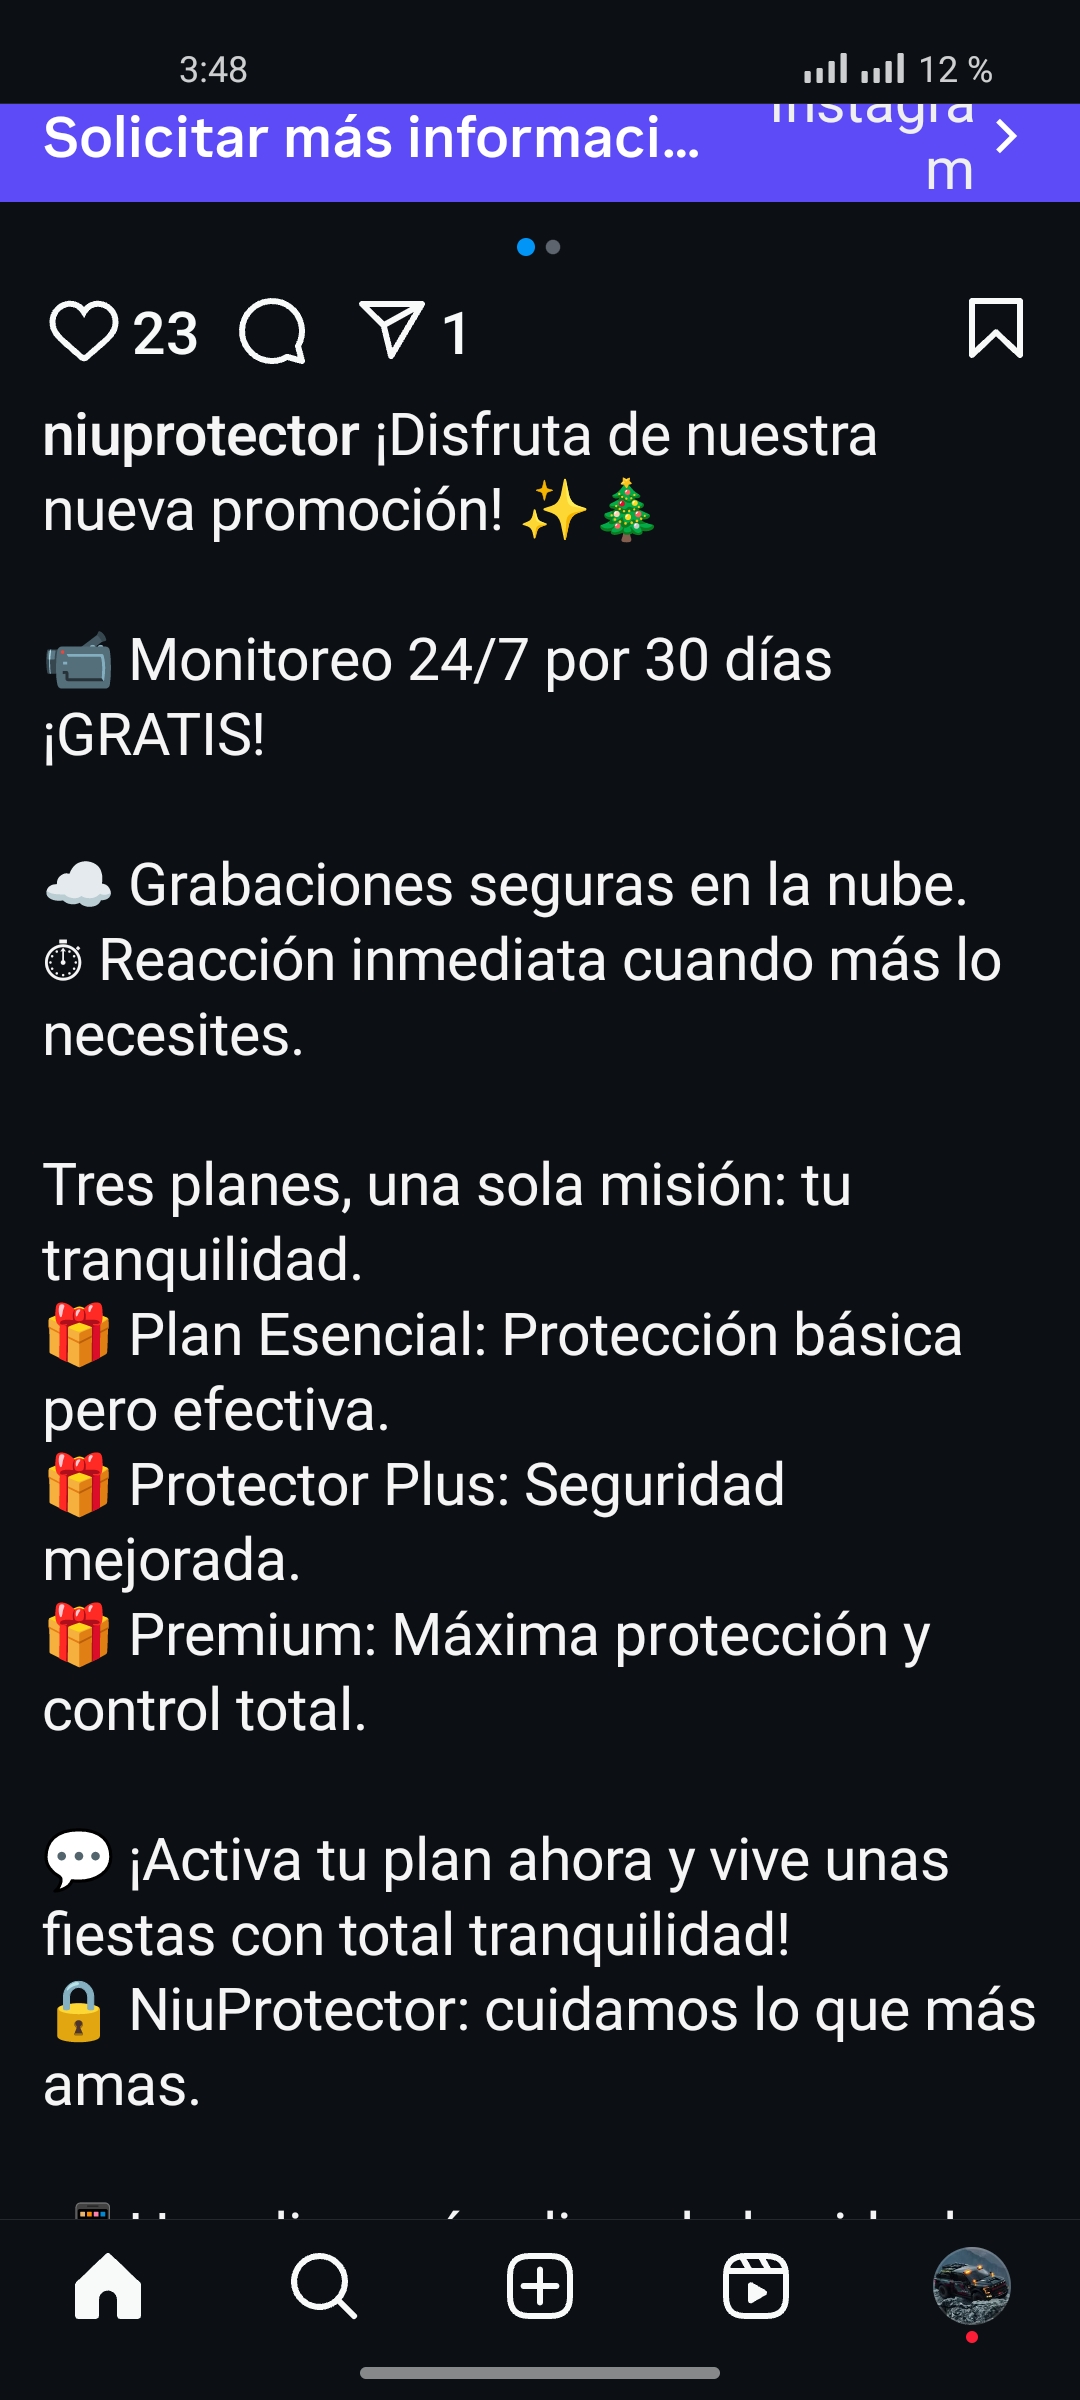 3:48
12 %
Solicitar más informaci...
Instagra
m
23
1
niuprotector ¡Disfruta de nuestra
nueva promoción! ✨🎄
📹 Monitoreo 24/7 por 30 días
¡GRATIS!
☁️ Grabaciones seguras en la nube.
⏱ Reacción inmediata cuando más lo
necesites.
Tres planes, una sola misión: tu
tranquilidad.
🎁 Plan Esencial: Protección básica
pero efectiva.
🎁 Protector Plus: Seguridad
mejorada.
🎁 Premium: Máxima protección y
control total.
💬 ¡Activa tu plan ahora y vive unas
fiestas con total tranquilidad!
🔒 NiuProtector: cuidamos lo que más
amas.